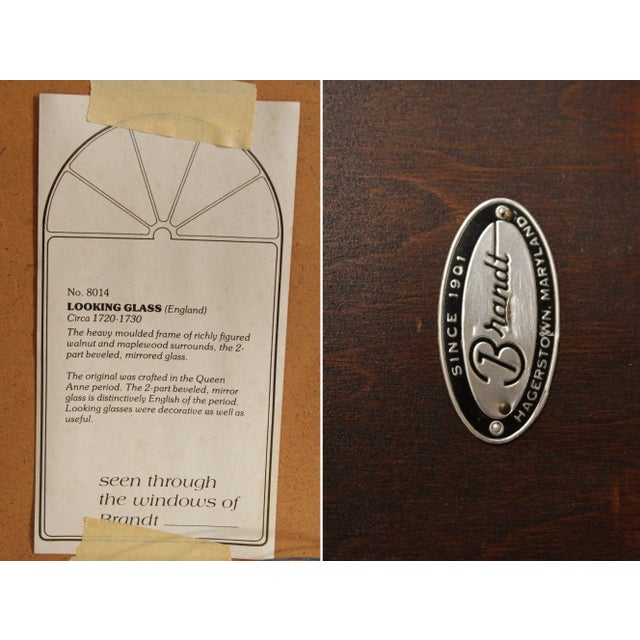 No. 8014
LOOKING GLASS (England)
Circa 1720-1730
The heavy moulded frame of richly figured
walnut and maplewood surrounds, the 2-
part beveled, mirrored glass.
The original was crafted in the Queen
Anne period. The 2-part beveled, mirror
glass is distinctively English of the period.
Looking glasses were decorative as well as
useful.
seen through
the windows of
Brandt
SINCE 1901
Brandt
HAGERSTOWN, MARYLAND